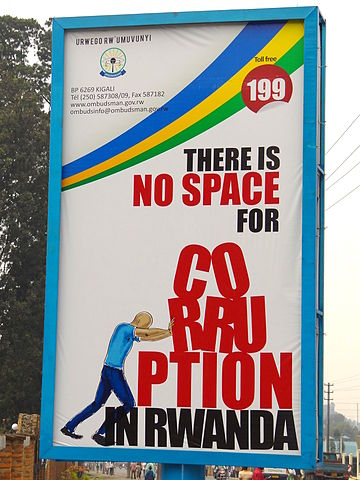 URWEGO RW'UMUVUNYI
BP 6269 KIGALI
Tél (250) 587308/09, Fax 587182
www.ombudsman.gov.rw
ombudsinfo@ombudsman.gov.rw
Toll free
199
THERE IS
NO SPACE
FOR
CO
RRU
PTION
IN RWANDA